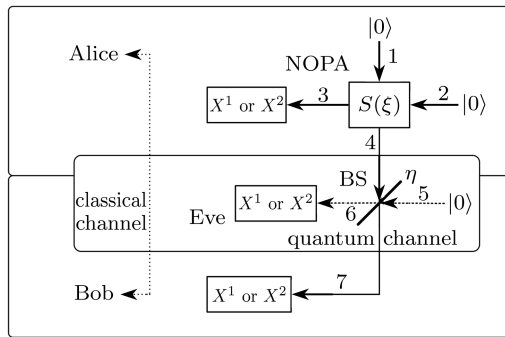 |0⟩
Alice
1
NOPA
X¹ or X²
3
S(ξ)
2
|0⟩
4
classical
channel
BS
η
Eve
X¹ or X²
6
5
|0⟩
quantum channel
Bob
X¹ or X²
7